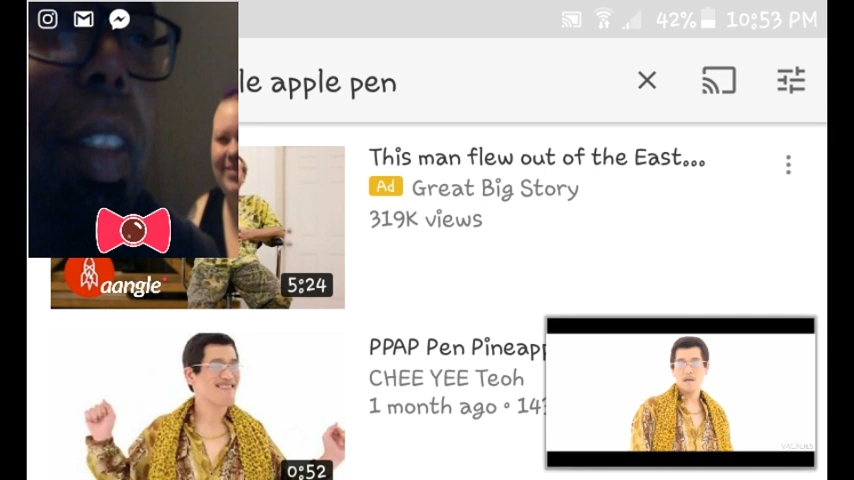 42% 10:53 PM
le apple pen
This man flew out of the East...
Ad Great Big Story
319K views
aangle
5:24
PPAP Pen Pineapp
CHEE YEE Teoh
1 month ago • 14
0:52